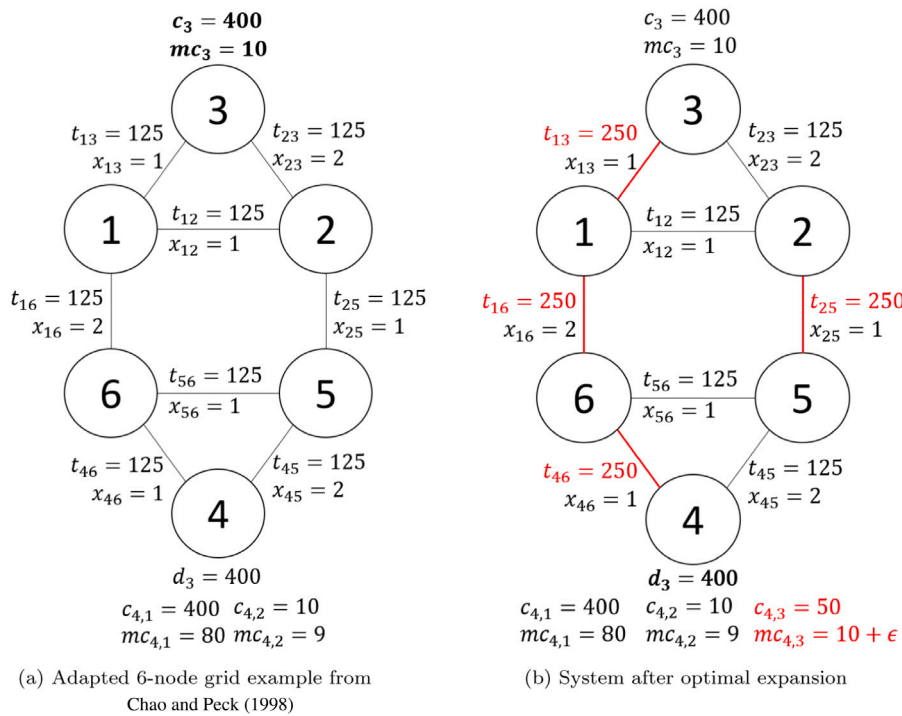 c₃ = 400
mc₃ = 10
3
t₁₃ = 125
x₁₃ = 1
t₂₃ = 125
x₂₃ = 2
1
t₁₂ = 125
x₁₂ = 1
2
t₁₆ = 125
x₁₆ = 2
t₂₅ = 125
x₂₅ = 1
6
t₅₆ = 125
x₅₆ = 1
5
t₄₆ = 125
x₄₆ = 1
t₄₅ = 125
x₄₅ = 2
4
d₃ = 400
c₄,₁ = 400 c₄,₂ = 10
mc₄,₁ = 80 mc₄,₂ = 9
(a) Adapted 6-node grid example from
Chao and Peck (1998)
c₃ = 400
mc₃ = 10
3
t₁₃ = 250
x₁₃ = 1
t₂₃ = 125
x₂₃ = 2
1
t₁₂ = 125
x₁₂ = 1
2
t₁₆ = 250
x₁₆ = 2
t₂₅ = 250
x₂₅ = 1
6
t₅₆ = 125
x₅₆ = 1
5
t₄₆ = 250
x₄₆ = 1
t₄₅ = 125
x₄₅ = 2
4
d₃ = 400
c₄,₁ = 400 c₄,₂ = 10 c₄,₃ = 50
mc₄,₁ = 80 mc₄,₂ = 9 mc₄,₃ = 10 + ϵ
(b) System after optimal expansion